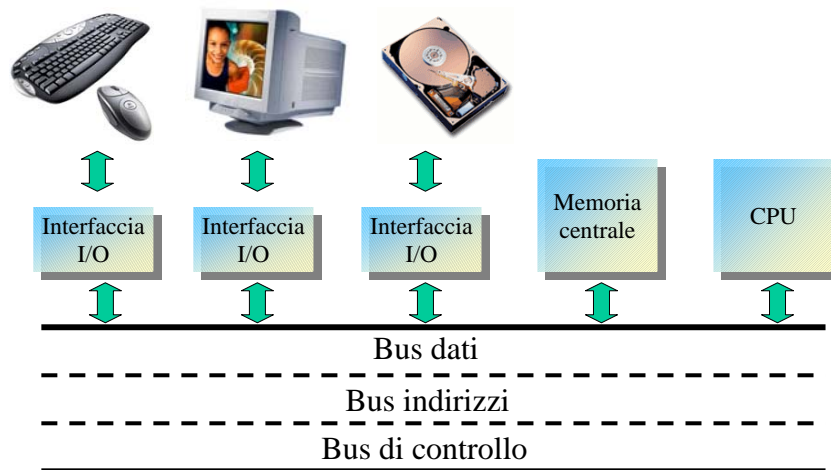 Interfaccia
I/O
Interfaccia
I/O
Interfaccia
I/O
Memoria
centrale
CPU
Bus dati
Bus indirizzi
Bus di controllo